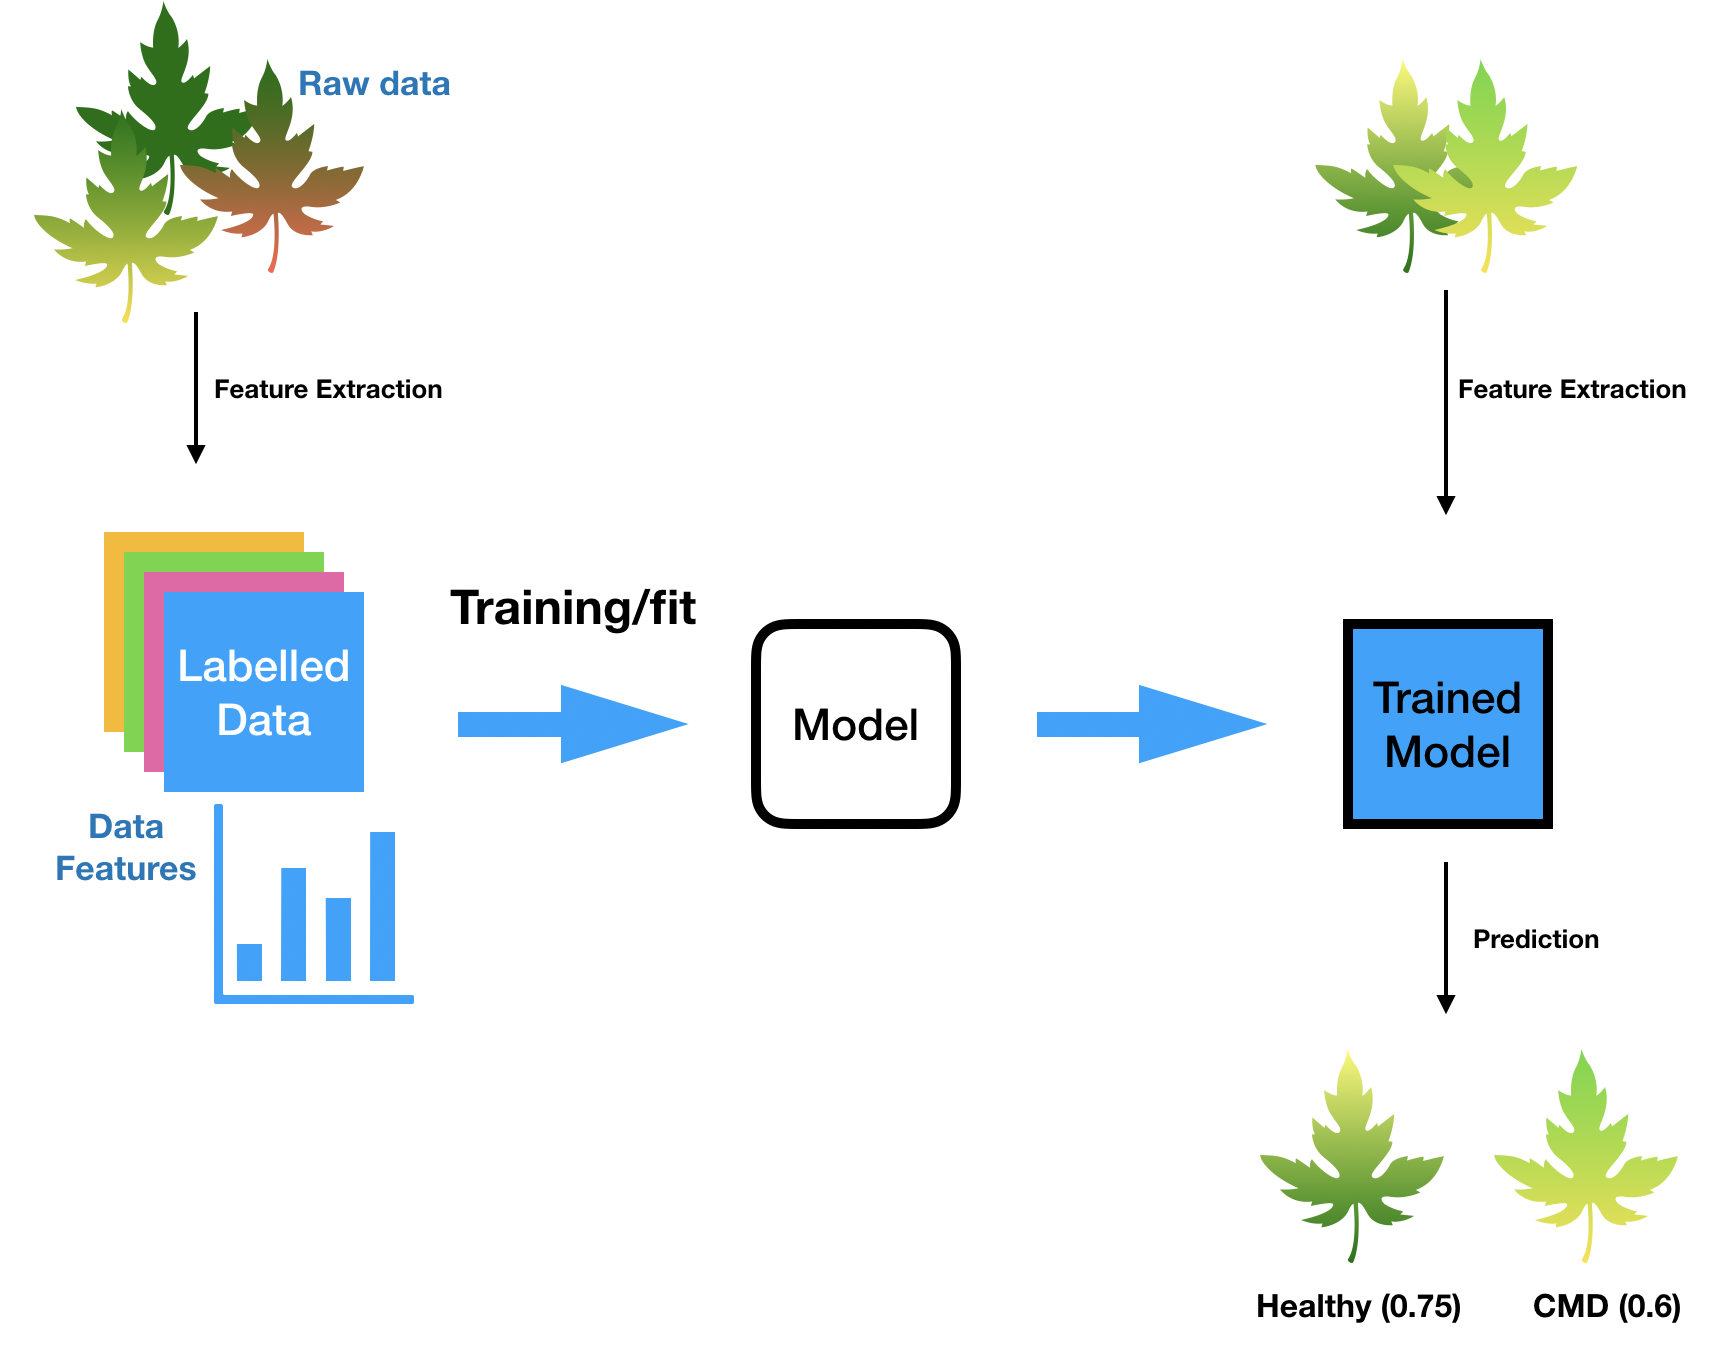 Raw data
Feature Extraction
Feature Extraction
Training/fit
Labelled
Data
Model
Trained
Model
Data
Features
Prediction
Healthy (0.75)
CMD (0.6)